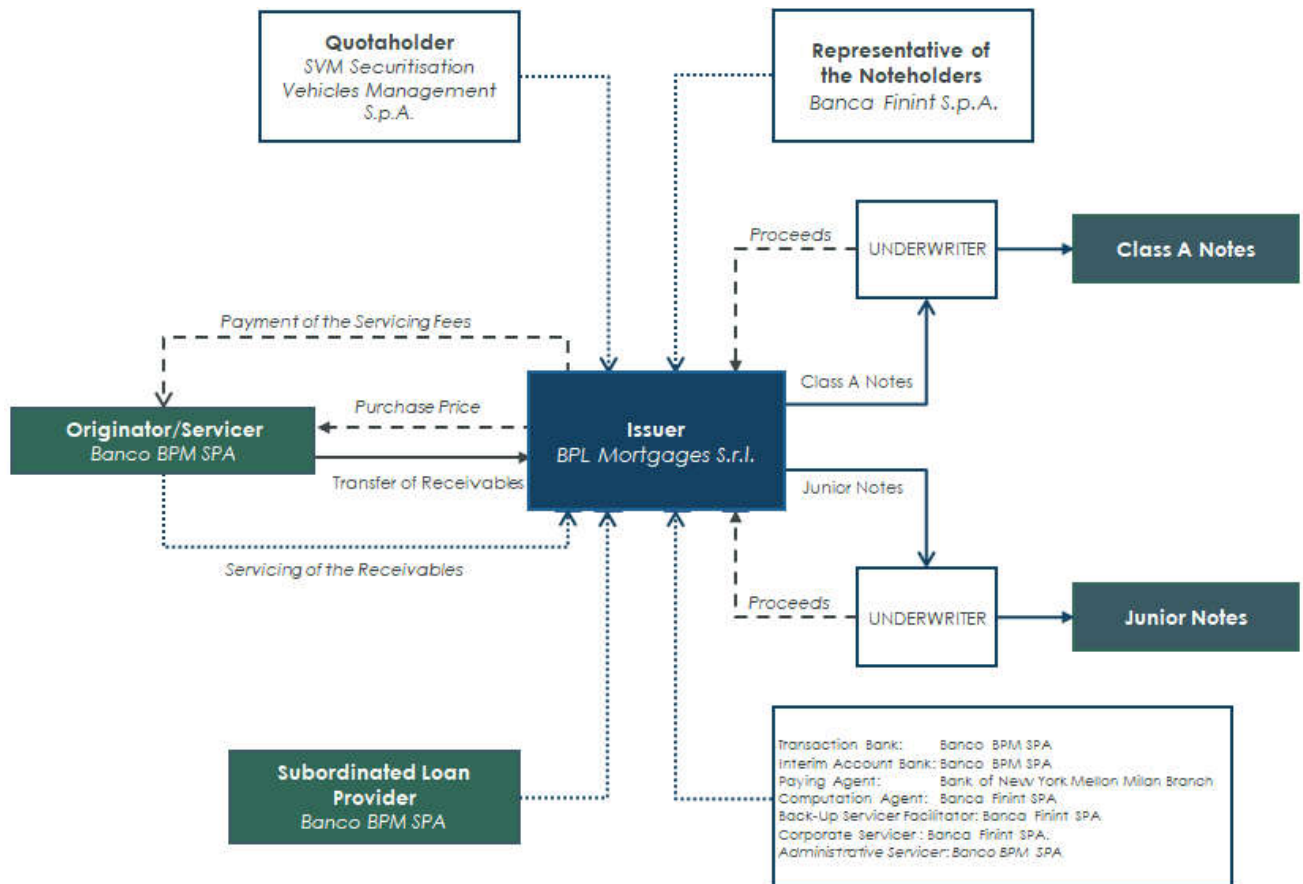 Quotaholder
SVM Securitisation
Vehicles Management
S.p.A.
Representative of
the Noteholders
Banca Finint S.p.A.
Proceeds
UNDERWRITER
Class A Notes
Payment of the Servicing Fees
Class A Notes
Purchase Price
Originator/Servicer
Banco BPM SPA
Issuer
BPL Mortgages S.r.l.
Transfer of Receivables
Junior Notes
Servicing of the Receivables
Proceeds
UNDERWRITER
Junior Notes
Subordinated Loan
Provider
Banco BPM SPA
Transaction Bank: Banco BPM SPA
Interim Account Bank: Banco BPM SPA
Paying Agent: Bank of New York Mellon Milan Branch
Computation Agent: Banca Finint SPA
Back-Up Servicer Facilitator: Banca Finint SPA
Corporate Servicer : Banca Finint SPA.
Administrative Servicer: Banco BPM SPA